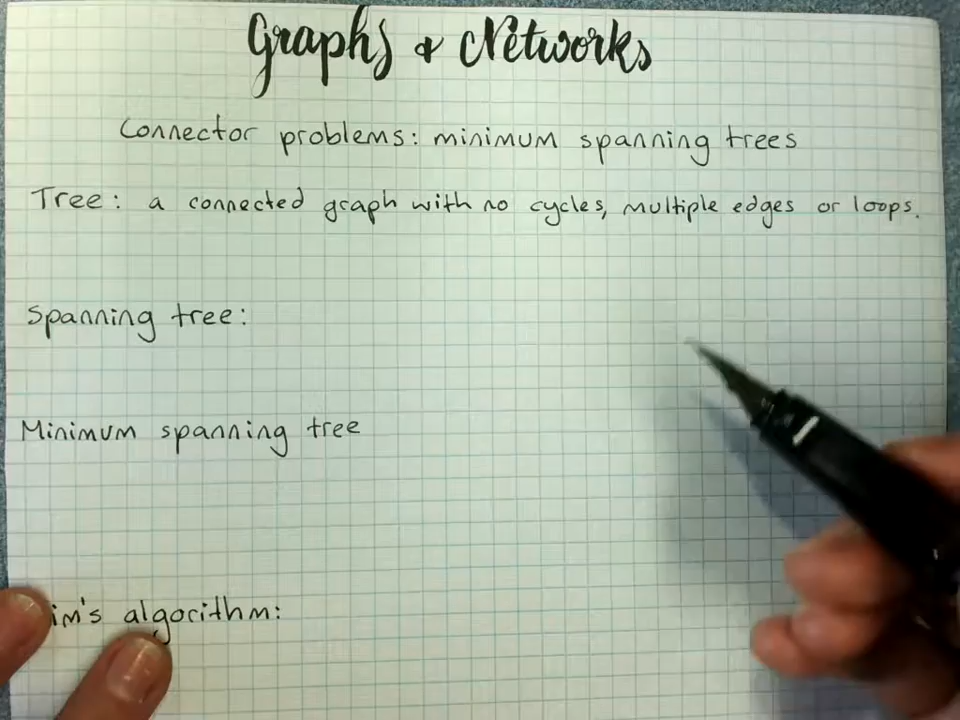 Graphs & Networks
Connector problems: minimum spanning trees
Tree: a connected graph with no cycles, multiple edges or loops.
Spanning tree:
Minimum spanning tree
im's algorithm: